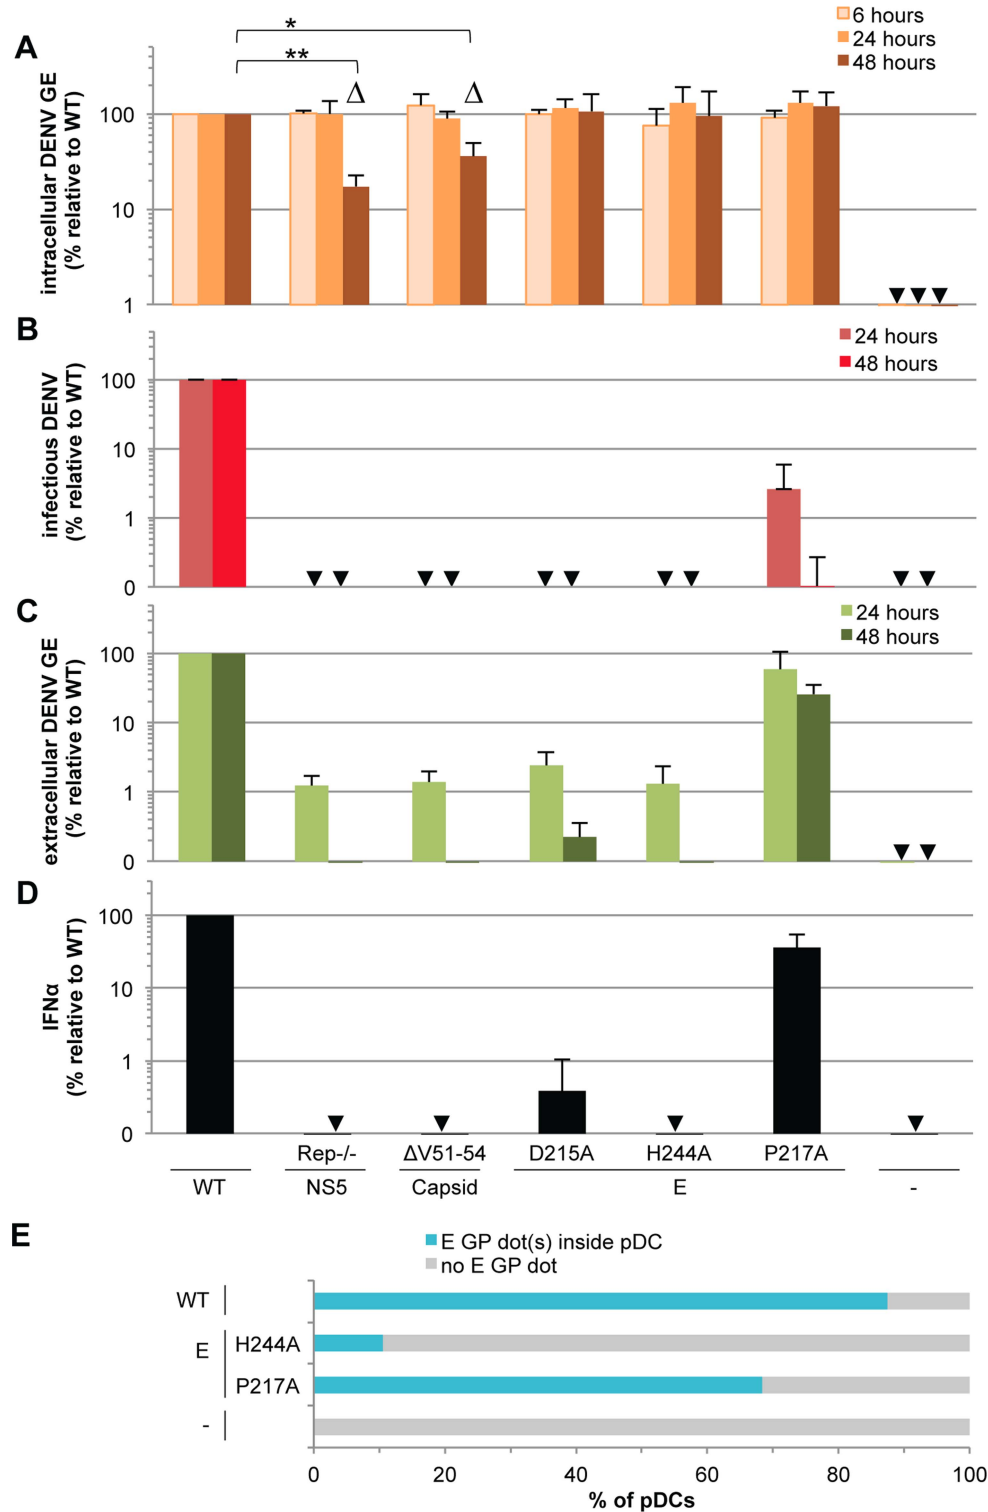 A
*
**
6 hours
24 hours
48 hours
Δ Δ
intracellular DENV GE
(% relative to WT)
100
10
1
B
24 hours
48 hours
infectious DENV
(% relative to WT)
100
10
1
0
C
24 hours
48 hours
extracellular DENV GE
(% relative to WT)
100
10
1
0
D
IFNα
(% relative to WT)
100
10
1
0
Rep-/- ΔV51-54 D215A H244A P217A
WT NS5 Capsid E -
E
E GP dot(s) inside pDC
no E GP dot
WT
E
H244A
P217A
-
0 20 40 60 80 100
% of pDCs